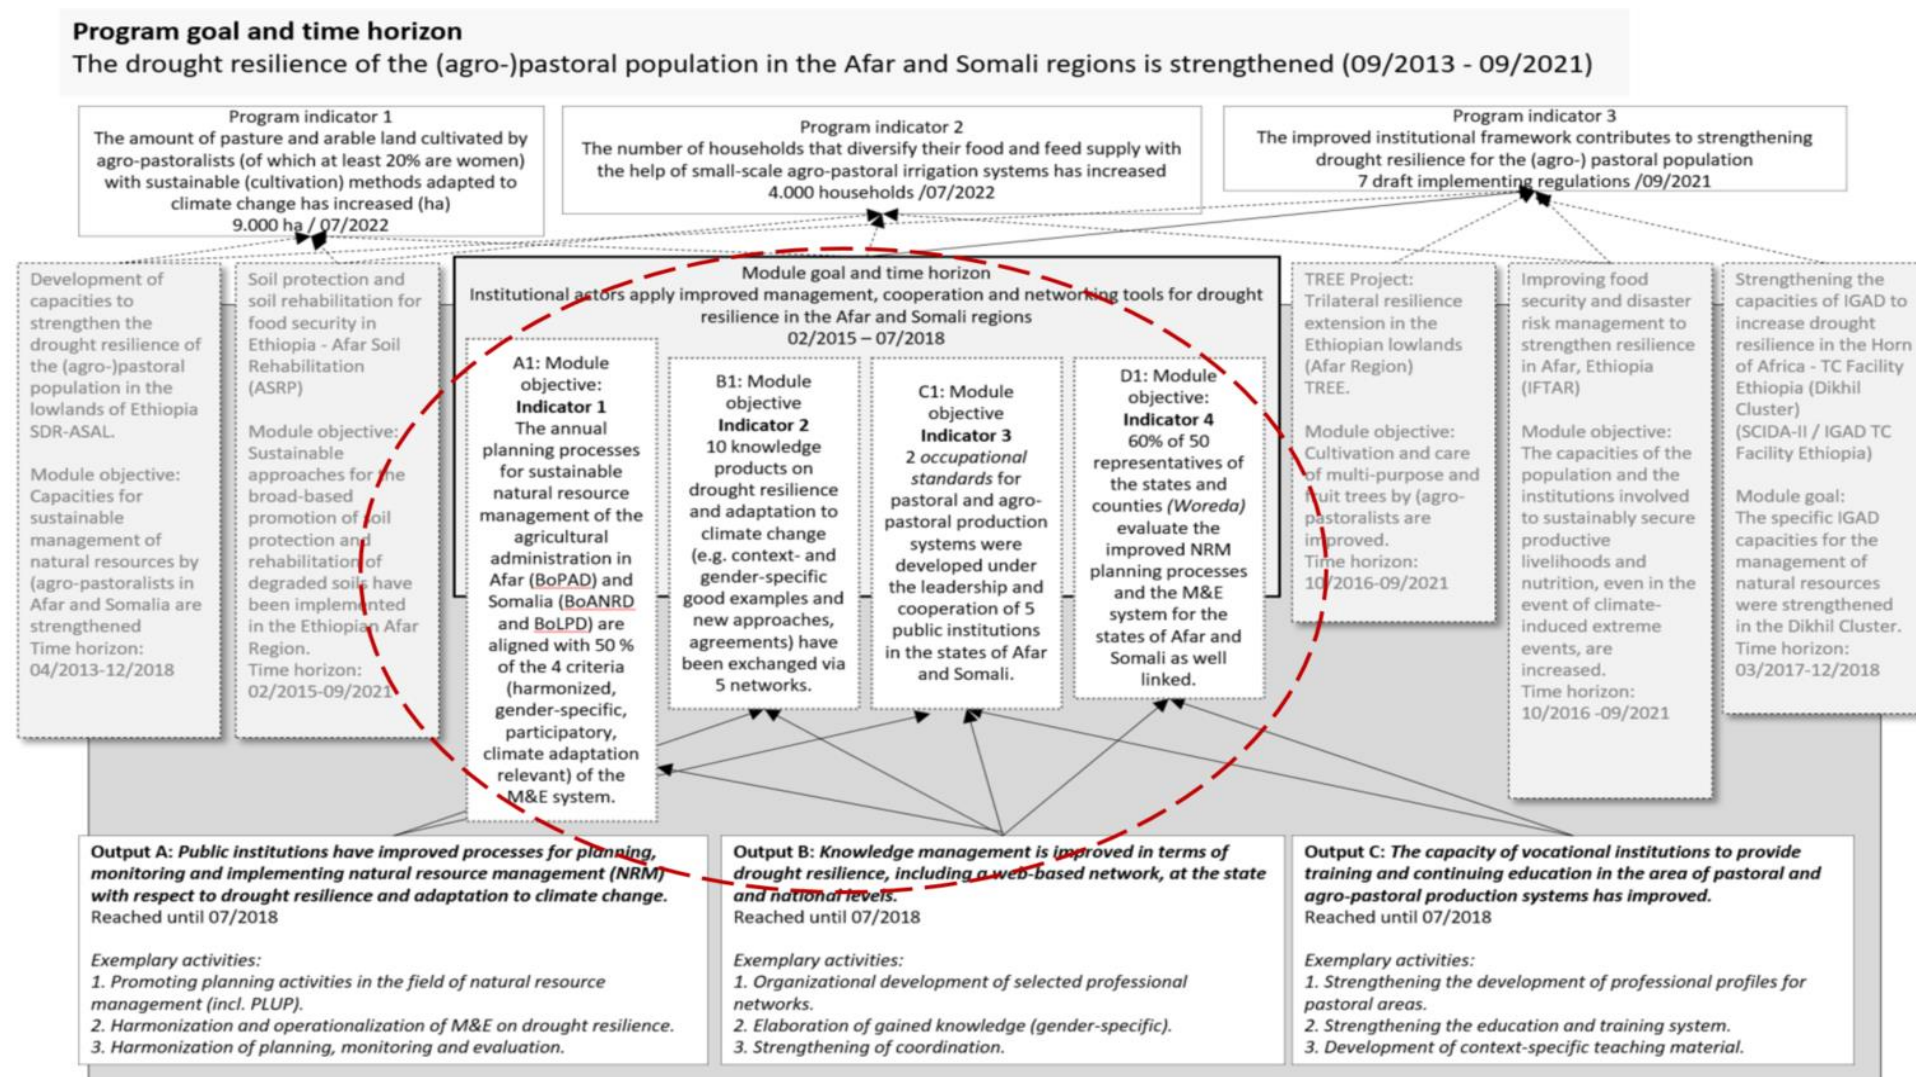 Program goal and time horizon
The drought resilience of the (agro-)pastoral population in the Afar and Somali regions is strengthened (09/2013 - 09/2021)
Program indicator 1
The amount of pasture and arable land cultivated by
agro-pastoralists (of which at least 20% are women)
with sustainable (cultivation) methods adapted to
climate change has increased (ha)
9.000 ha / 07/2022
Program indicator 2
The number of households that diversify their food and feed supply with
the help of small-scale agro-pastoral irrigation systems has increased
4.000 households /07/2022
Program indicator 3
The improved institutional framework contributes to strengthening
drought resilience for the (agro-) pastoral population
7 draft implementing regulations /09/2021
Development of
capacities to
strengthen the
drought resilience of
the (agro-)pastoral
population in the
lowlands of Ethiopia
SDR-ASAL.
Module objective:
Capacities for
sustainable
management of
natural resources by
(agro-pastoralists in
Afar and Somalia are
strengthened
Time horizon:
04/2013-12/2018
Soil protection and
soil rehabilitation for
food security in
Ethiopia - Afar Soil
Rehabilitation
(ASRP)
Module objective:
Sustainable
approaches for the
broad-based
promotion of soil
protection and
rehabilitation of
degraded soils have
been implemented
in the Ethiopian Afar
Region.
Time horizon:
02/2015-09/2021
Module goal and time horizon
Institutional actors apply improved management, cooperation and networking tools for drought
resilience in the Afar and Somali regions
02/2015 – 07/2018
A1: Module
objective:
Indicator 1
The annual
planning processes
for sustainable
natural resource
management of the
agricultural
administration in
Afar (BoPAD) and
Somalia (BoANRD
and BoLPD) are
aligned with 50 %
of the 4 criteria
(harmonized,
gender-specific,
participatory,
climate adaptation
relevant) of the
M&E system.
B1: Module
objective
Indicator 2
10 knowledge
products on
drought resilience
and adaptation to
climate change
(e.g. context- and
gender-specific
good examples and
new approaches,
agreements) have
been exchanged via
5 networks.
C1: Module
objective
Indicator 3
2 occupational
standards for
pastoral and agro-
pastoral production
systems were
developed under
the leadership and
cooperation of 5
public institutions
in the states of Afar
and Somali.
D1: Module
objective:
Indicator 4
60% of 50
representatives of
the states and
counties (Woreda)
evaluate the
improved NRM
planning processes
and the M&E
system for the
states of Afar and
Somali as well
linked.
TREE Project:
Trilateral resilience
extension in the
Ethiopian lowlands
(Afar Region)
TREE.
Module objective:
Cultivation and care
of multi-purpose and
fruit trees by (agro-
pastoralists are
improved.
Time horizon:
10/2016-09/2021
Improving food
security and disaster
risk management to
strengthen resilience
in Afar, Ethiopia
(IFTAR)
Module objective:
The capacities of the
population and the
institutions involved
to sustainably secure
productive
livelihoods and
nutrition, even in the
event of climate-
induced extreme
events, are
increased.
Time horizon:
10/2016 -09/2021
Strengthening the
capacities of IGAD to
increase drought
resilience in the Horn
of Africa - TC Facility
Ethiopia (Dikhil
Cluster)
(SCIDA-II / IGAD TC
Facility Ethiopia)
Module goal:
The specific IGAD
capacities for the
management of
natural resources
were strengthened
in the Dikhil Cluster.
Time horizon:
03/2017-12/2018
Output A: Public institutions have improved processes for planning,
monitoring and implementing natural resource management (NRM)
with respect to drought resilience and adaptation to climate change.
Reached until 07/2018
Exemplary activities:
1. Promoting planning activities in the field of natural resource
management (incl. PLUP).
2. Harmonization and operationalization of M&E on drought resilience.
3. Harmonization of planning, monitoring and evaluation.
Output B: Knowledge management is improved in terms of
drought resilience, including a web-based network, at the state
and national levels.
Reached until 07/2018
Exemplary activities:
1. Organizational development of selected professional
networks.
2. Elaboration of gained knowledge (gender-specific).
3. Strengthening of coordination.
Output C: The capacity of vocational institutions to provide
training and continuing education in the area of pastoral and
agro-pastoral production systems has improved.
Reached until 07/2018
Exemplary activities:
1. Strengthening the development of professional profiles for
pastoral areas.
2. Strengthening the education and training system.
3. Development of context-specific teaching material.